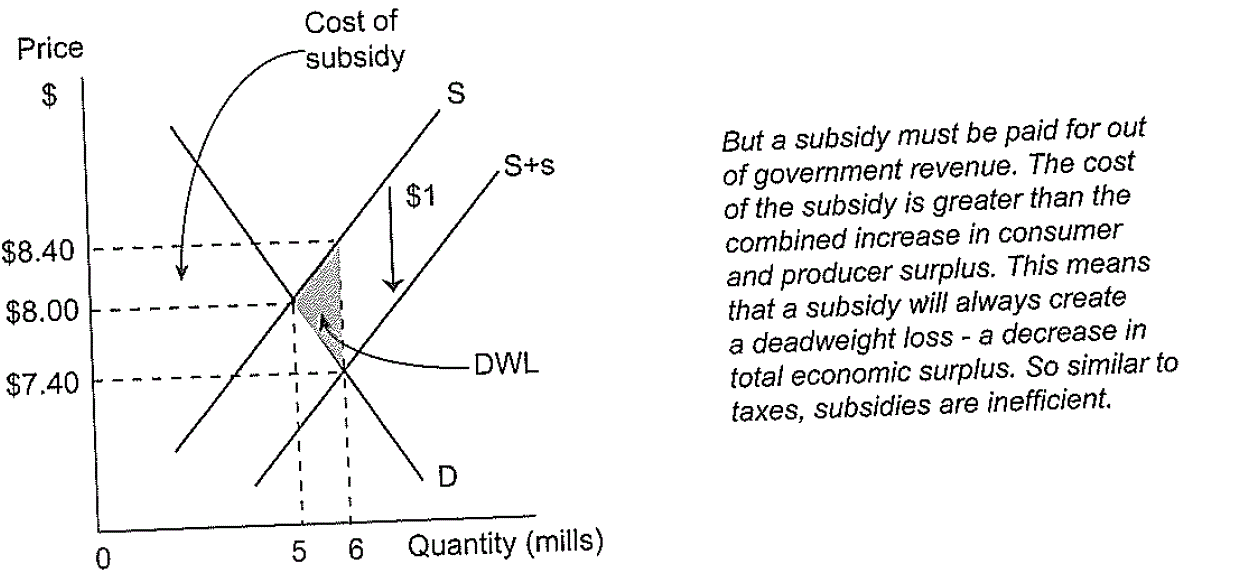 Cost of
subsidy
Price
$
S
S+s
$1
$8.40
$8.00
$7.40
DWL
D
0
5
6
Quantity (mills)
But a subsidy must be paid for out
of government revenue. The cost
of the subsidy is greater than the
combined increase in consumer
and producer surplus. This means
that a subsidy will always create
a deadweight loss - a decrease in
total economic surplus. So similar to
taxes, subsidies are inefficient.